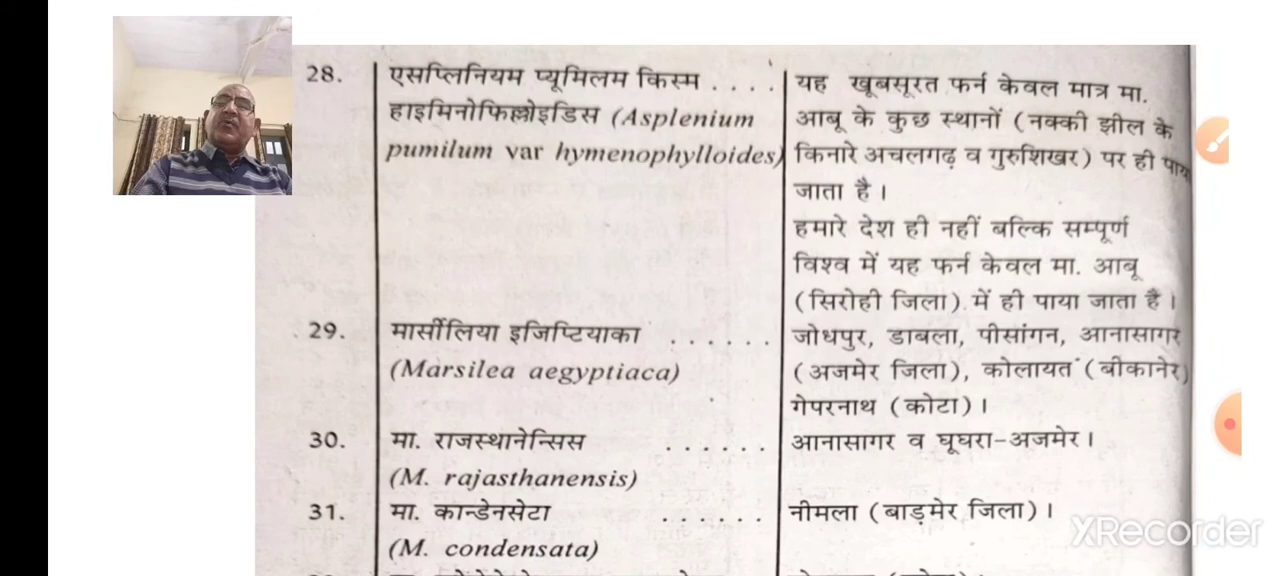 28. एसप्लिनियम प्यूमिलम किस्म . . . . यह खूबसूरत फर्न केवल मात्र मा.
हाइमिनोफिल्लोइडिस (Asplenium आबू के कुछ स्थानों (नक्की झील के
pumilum var hymenophylloides) किनारे अचलगढ़ व गुरुशिखर) पर ही पाया
जाता है ।
हमारे देश ही नहीं बल्कि सम्पूर्ण
विश्व में यह फर्न केवल मा. आबू
(सिरोही जिला) में ही पाया जाता है ।
29. मार्सीलिया इजिप्टियाका . . . . . . जोधपुर, डाबला, पीसांगन, आनासागर
(Marsilea aegyptiaca) (अजमेर जिला), कोलायत (बीकानेर)
गेपरनाथ (कोटा) ।
30. मा. राजस्थानेन्सिस . . . . . . आनासागर व घूघरा-अजमेर ।
(M. rajasthanensis)
31. मा. कान्डेनसेटा . . . . . . नीमला (बाड़मेर जिला) ।
(M. condensata)
XRecorder